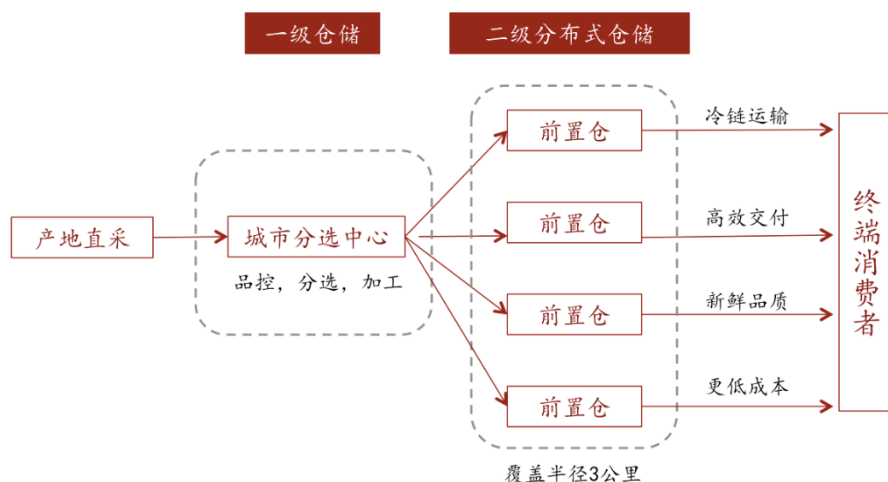 一级仓储
二级分布式仓储
产地直采
城市分选中心
品控，分选，加工
前置仓
前置仓
前置仓
前置仓
覆盖半径3公里
冷链运输
高效交付
新鲜品质
更低成本
终端消费者